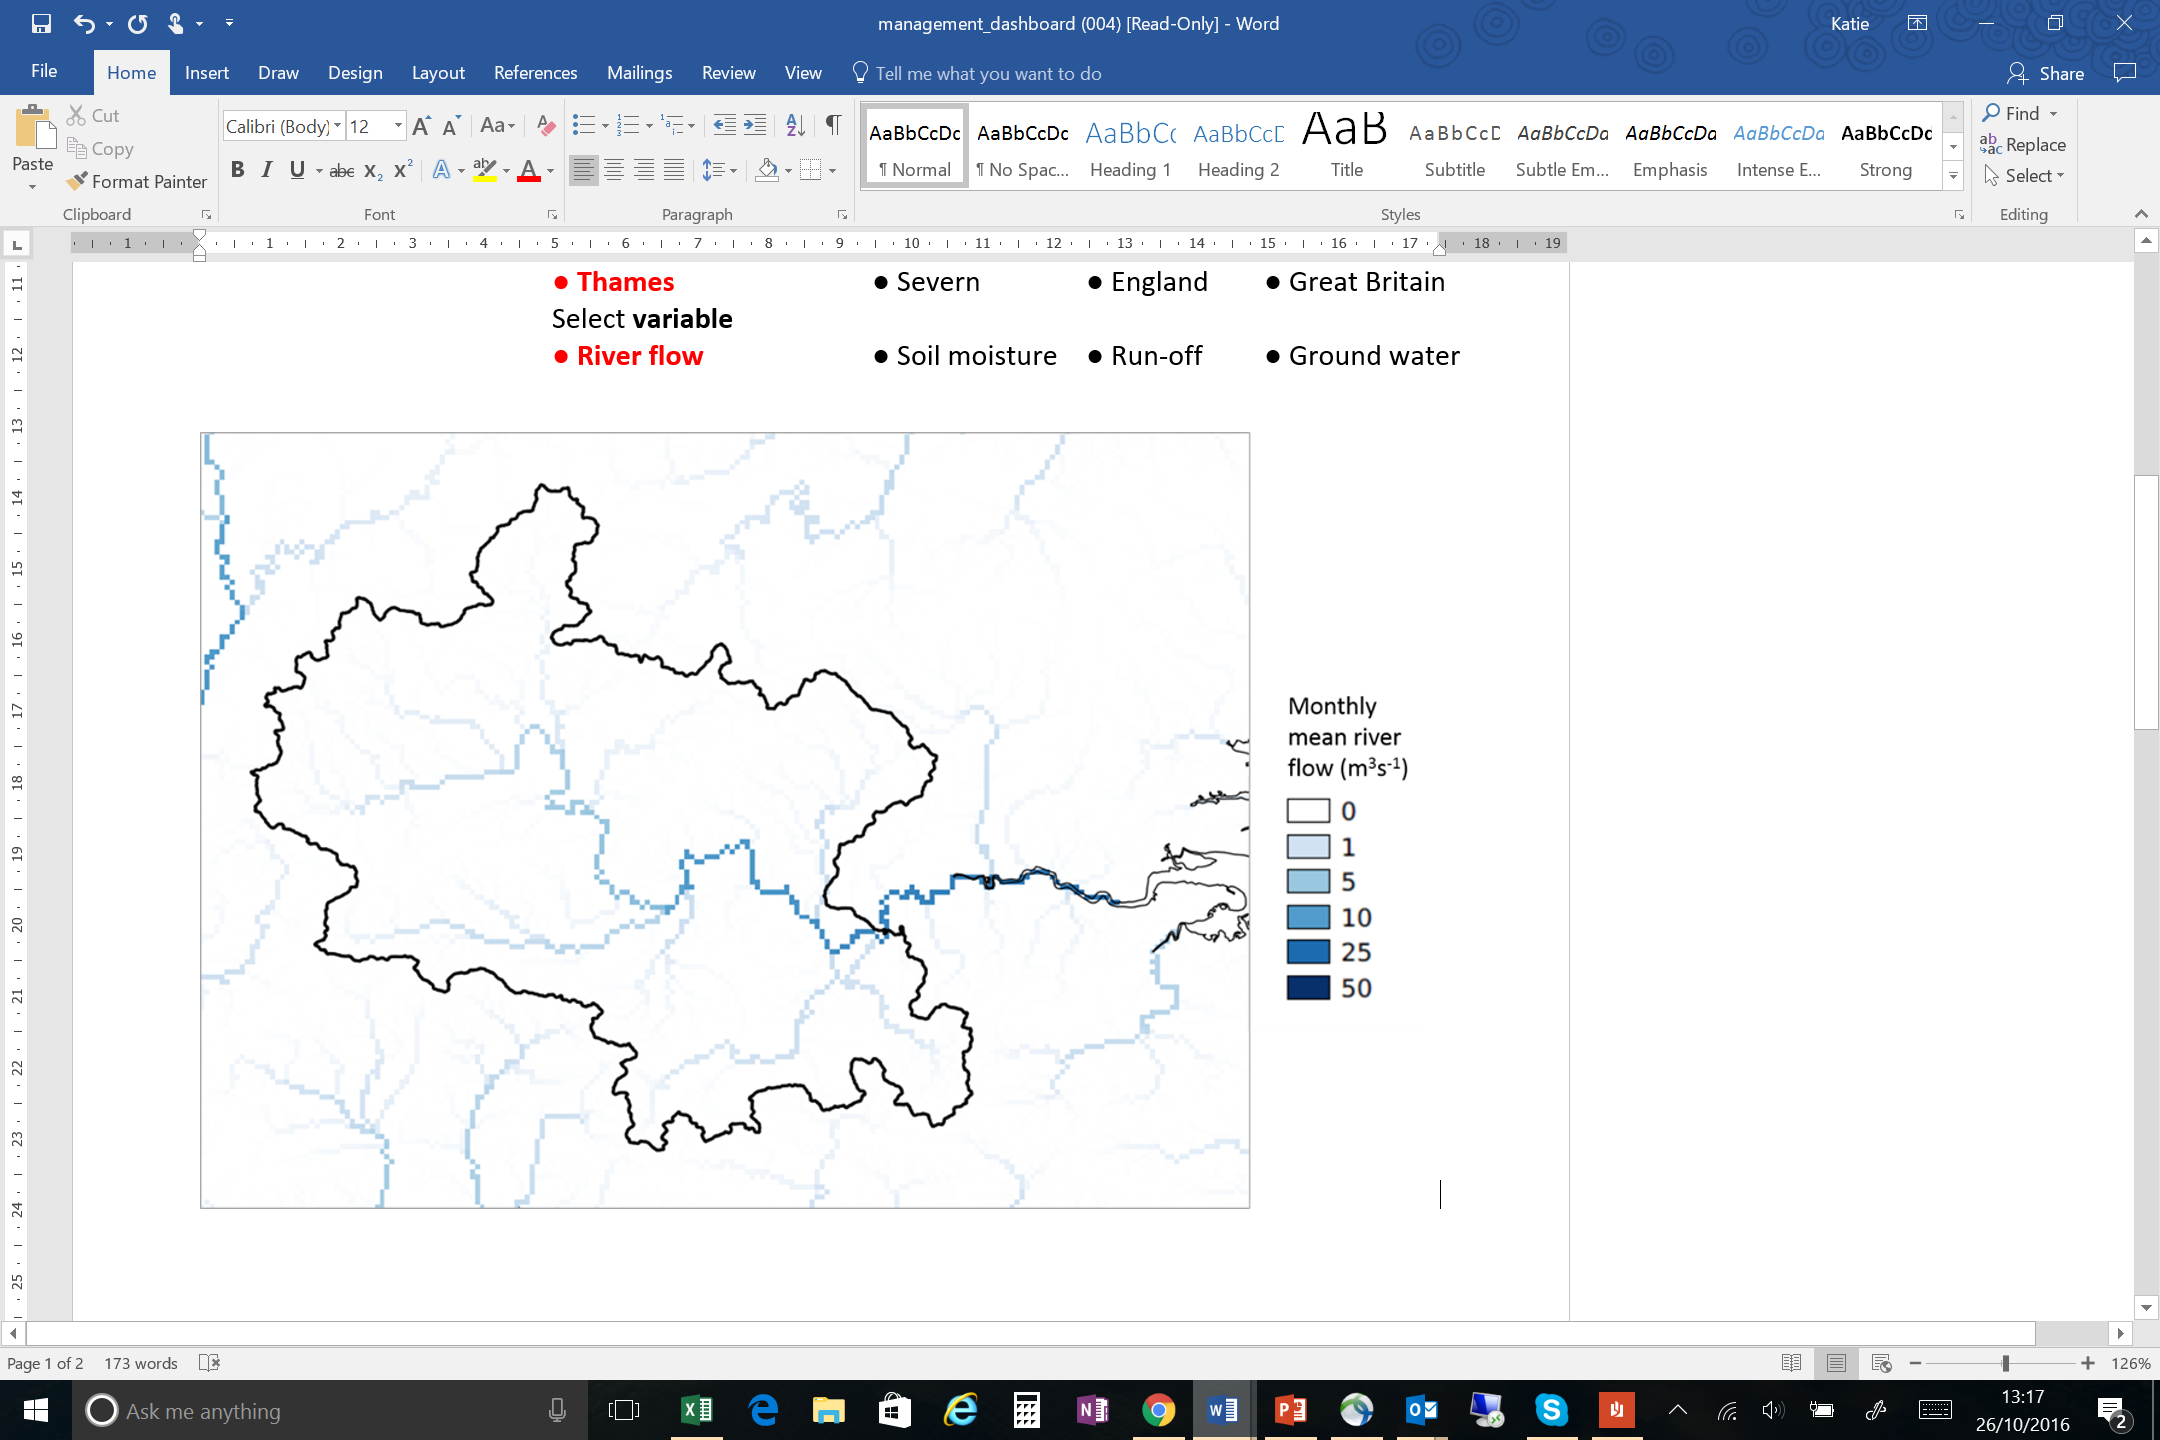 management_dashboard (004) [Read-Only] - Word
Katie
File Home Insert Draw Design Layout References Mailings Review View Tell me what you want to do
Share
Paste
Cut
Copy
Format Painter
Clipboard
Calibri (Body) 12
Aa
B I U abc X₂ X²
Font
Paragraph
AaBbCcDc AaBbCcDc AaBbCc AaBbCcD AaB AaBbCcD AaBbCcDa AaBbCcDa AaBbCcDa AaBbCcDc
¶ Normal ¶ No Spac... Heading 1 Heading 2 Title Subtitle Subtle Em... Emphasis Intense E... Strong
Styles
Find
Replace
Select
Editing
1 1 2 3 4 5 6 7 8 9 10 11 12 13 14 15 16 17 18 19
11
12
13
14
15
16
17
18
19
20
21
22
23
24
25
● Thames ● Severn ● England ● Great Britain
Select variable
● River flow ● Soil moisture ● Run-off ● Ground water
Monthly
mean river
flow (m³s⁻¹)
0
1
5
10
25
50
Page 1 of 2 173 words
126%
Ask me anything
13:17
26/10/2016
2